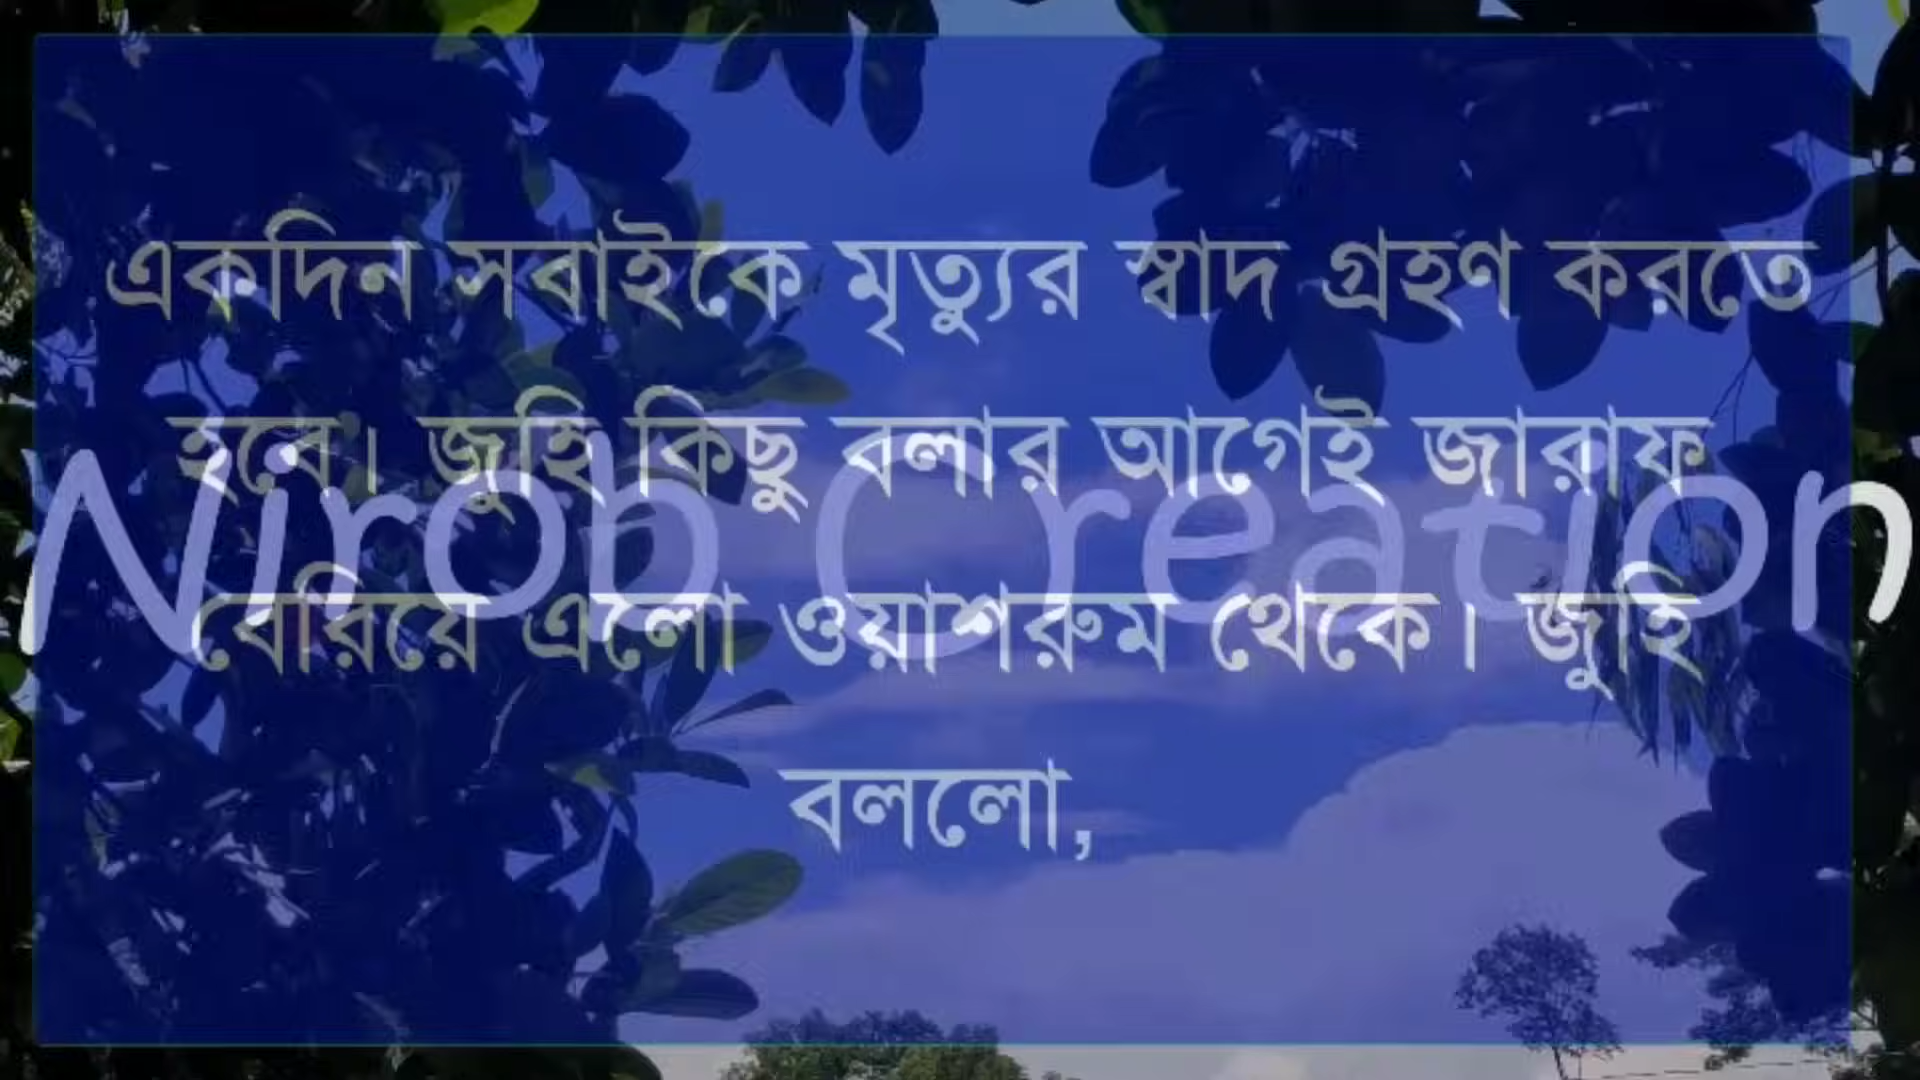 একদিন সবাইকে মৃত্যুর স্বাদ গ্রহণ করতে
হবে। জুহি কিছু বলার আগেই জারাফ
Nirob Creation
বেরিয়ে এলো ওয়াশরুম থেকে। জুহি
বললো,